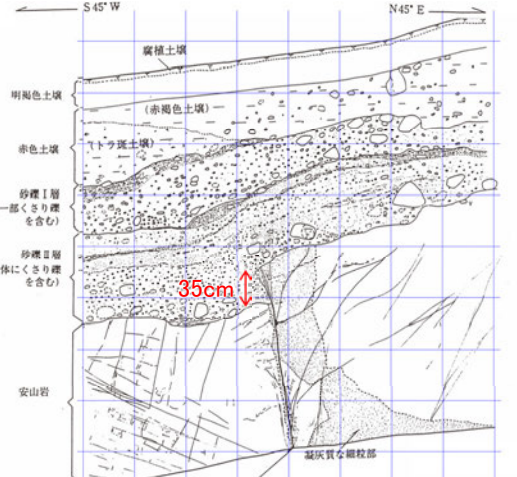 S45°W
N45°E
腐植土壌
明褐色土壌
(赤褐色土壌)
(トラ斑土壌)
赤色土壌
砂礫Ⅰ層
一部くさり礫
を含む)
砂礫Ⅱ層
体にくさり礫
を含む)
35cm
安山岩
凝灰質な細粒部